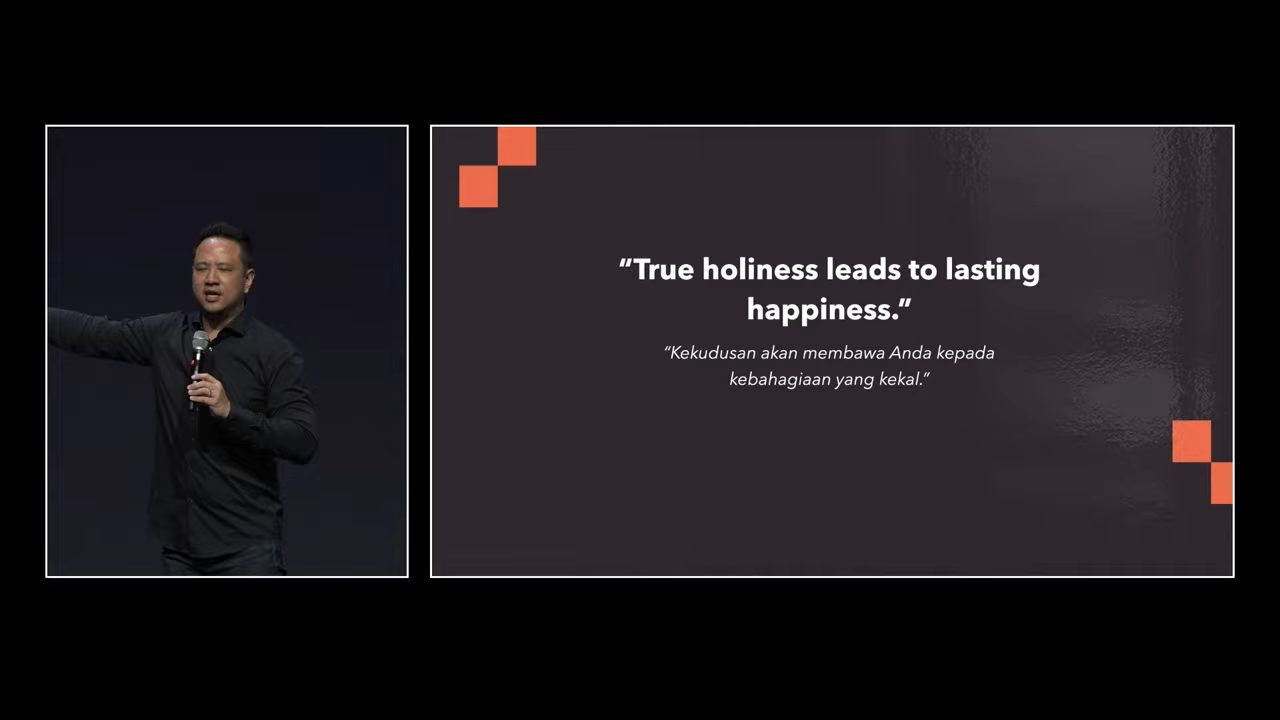 “True holiness leads to lasting
happiness.”
“Kekudusan akan membawa Anda kepada
kebahagiaan yang kekal.”